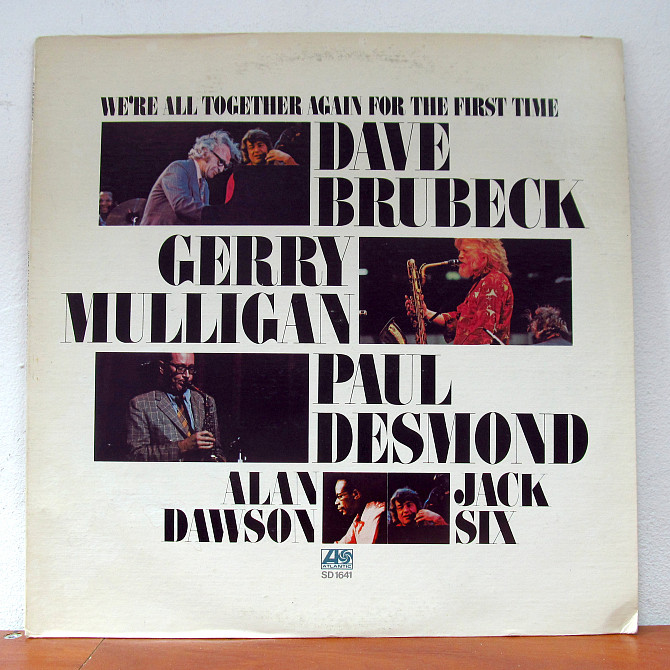 WE'RE ALL TOGETHER AGAIN FOR THE FIRST TIME
DAVE
BRUBECK
GERRY
MULLIGAN
PAUL
DESMOND
ALAN
DAWSON
JACK
SIX
ATLANTIC
SD 1641